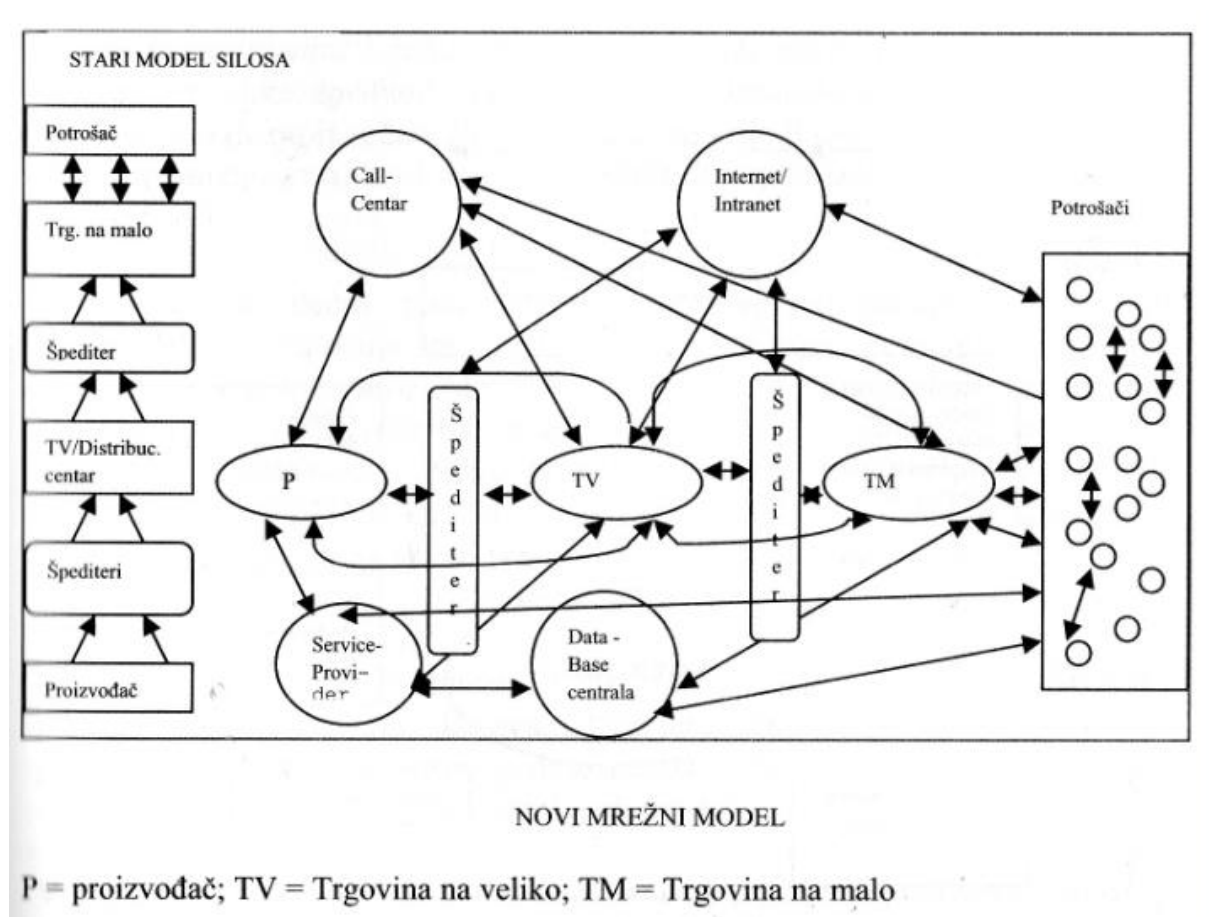 STARI MODEL SILOSA
Potrošač
Trg. na malo
Špediter
TV/Distribuc.
centar
Špediteri
Proizvođač
Call-
Centar
Internet/
Intranet
Potrošači
P
Špediter
TV
Špediter
TM
Service-
Provi–
der
Data -
Base
centrala
NOVI MREŽNI MODEL
P = proizvođač; TV = Trgovina na veliko; TM = Trgovina na malo